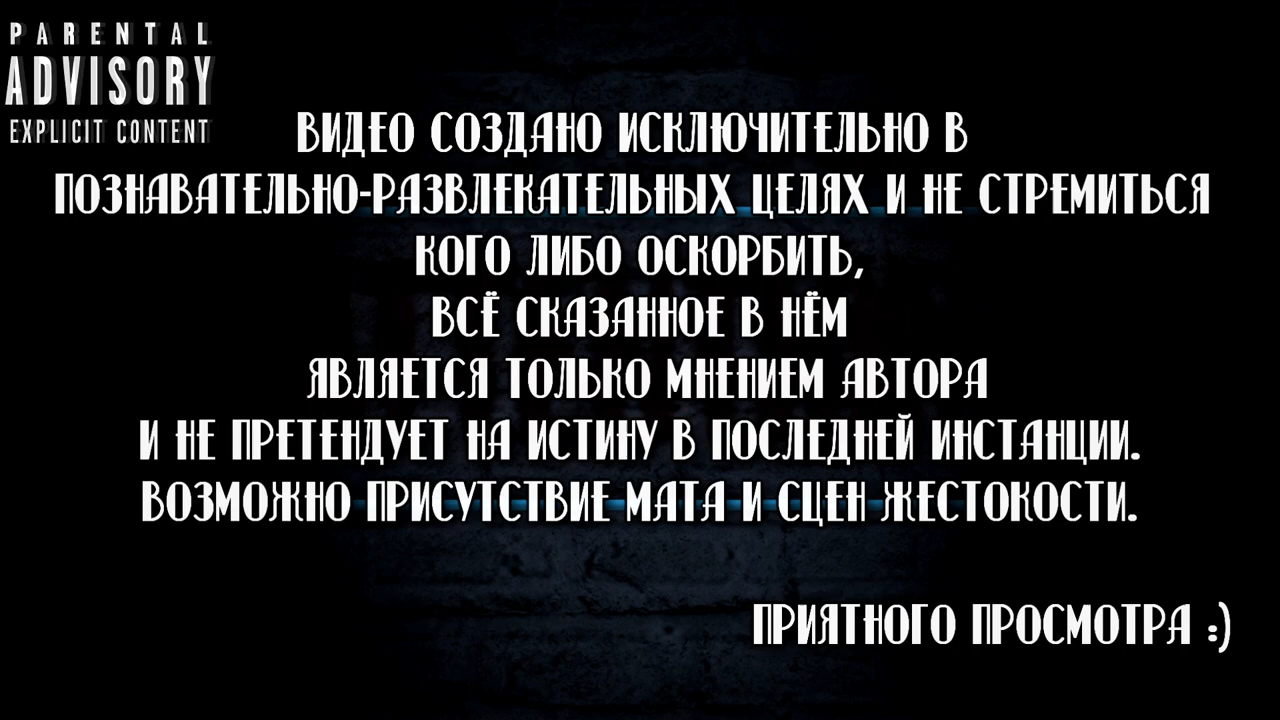 PARENTAL
ADVISORY
EXPLICIT CONTENT
ВИДЕО СОЗДАНО ИСКЛЮЧИТЕЛЬНО В
ПОЗНАВАТЕЛЬНО-РАЗВЛЕКАТЕЛЬНЫХ ЦЕЛЯХ И НЕ СТРЕМИТЬСЯ
КОГО ЛИБО ОСКОРБИТЬ,
ВСЁ СКАЗАННОЕ В НЁМ
ЯВЛЯЕТСЯ ТОЛЬКО МНЕНИЕМ АВТОРА
И НЕ ПРЕТЕНДУЕТ НА ИСТИНУ В ПОСЛЕДНЕЙ ИНСТАНЦИИ.
ВОЗМОЖНО ПРИСУТСТВИЕ МАТА И СЦЕН ЖЕСТОКОСТИ.
ПРИЯТНОГО ПРОСМОТРА :)